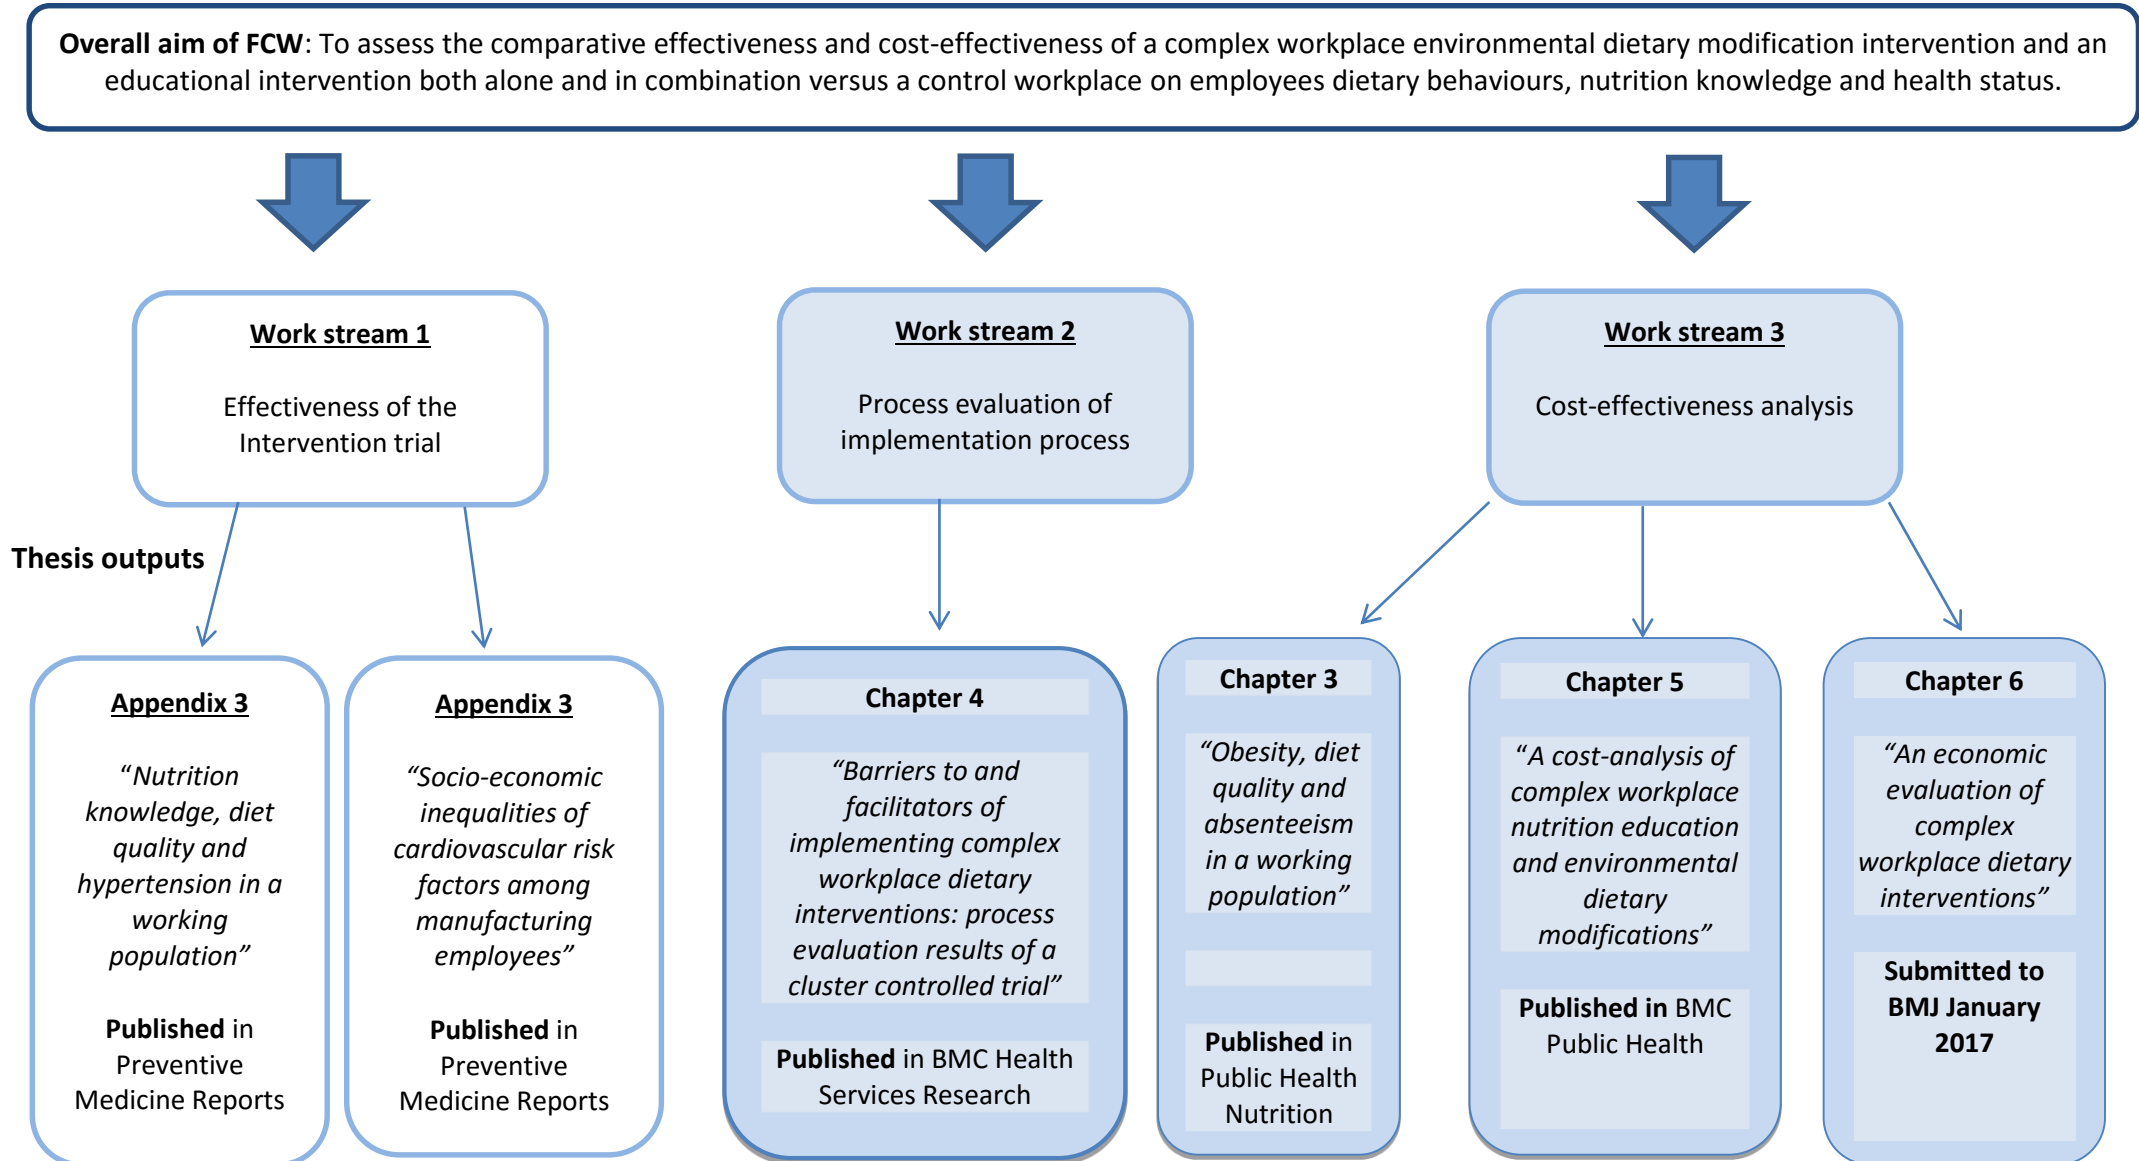 Overall aim of FCW: To assess the comparative effectiveness and cost-effectiveness of a complex workplace environmental dietary modification intervention and an
educational intervention both alone and in combination versus a control workplace on employees dietary behaviours, nutrition knowledge and health status.
Work stream 1
Effectiveness of the
Intervention trial
Work stream 2
Process evaluation of
implementation process
Work stream 3
Cost-effectiveness analysis
Thesis outputs
Appendix 3
“Nutrition
knowledge, diet
quality and
hypertension in a
working
population”
Published in
Preventive
Medicine Reports
Appendix 3
“Socio-economic
inequalities of
cardiovascular risk
factors among
manufacturing
employees”
Published in
Preventive
Medicine Reports
Chapter 4
“Barriers to and
facilitators of
implementing complex
workplace dietary
interventions: process
evaluation results of a
cluster controlled trial”
Published in BMC Health
Services Research
Chapter 3
“Obesity, diet
quality and
absenteeism
in a working
population”
Published in
Public Health
Nutrition
Chapter 5
“A cost-analysis of
complex workplace
nutrition education
and environmental
dietary
modifications”
Published in BMC
Public Health
Chapter 6
“An economic
evaluation of
complex
workplace dietary
interventions”
Submitted to
BMJ January
2017